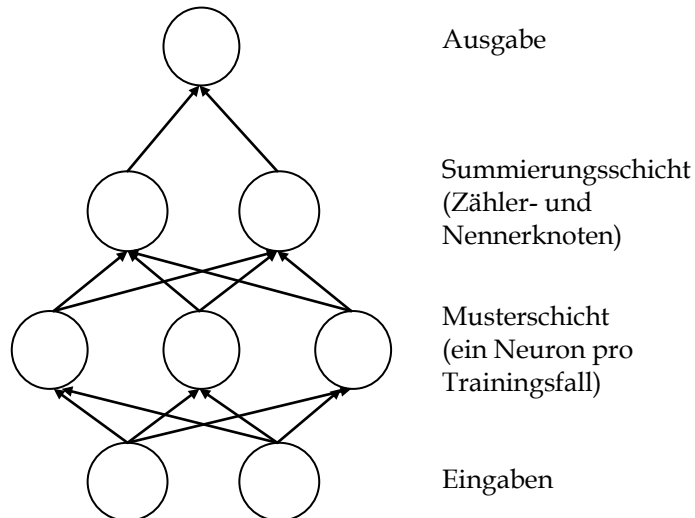 Ausgabe
Summierungsschicht
(Zähler- und
Nennerknoten)
Musterschicht
(ein Neuron pro
Trainingsfall)
Eingaben